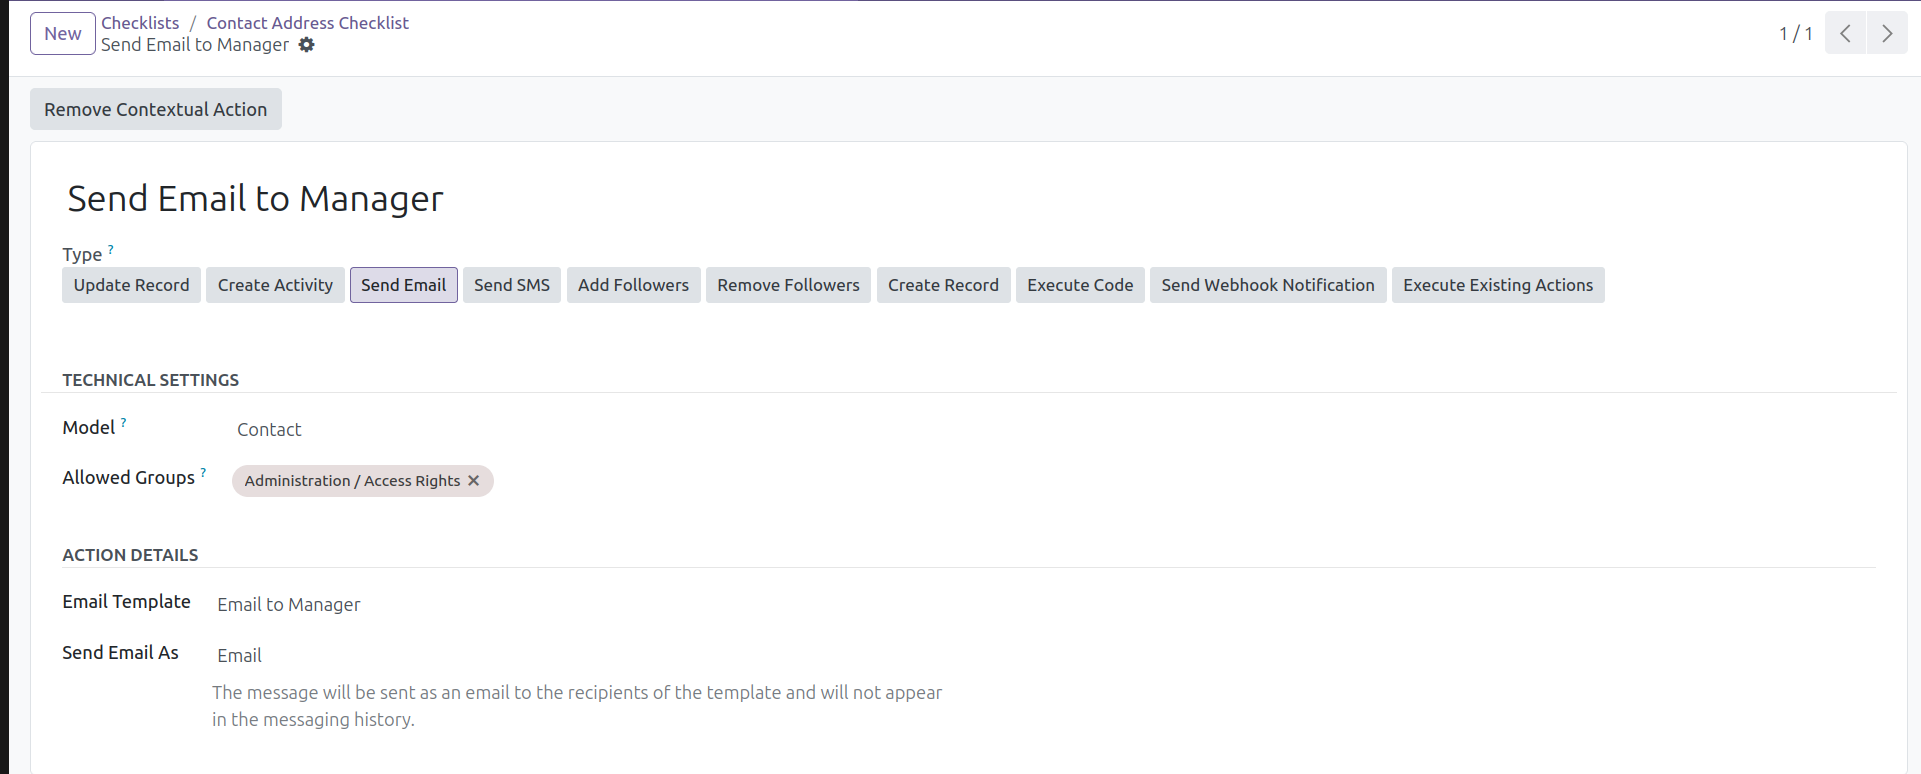 New
Checklists / Contact Address Checklist
Send Email to Manager
1 / 1
Remove Contextual Action
Send Email to Manager
Type ?
Update Record Create Activity Send Email Send SMS Add Followers Remove Followers Create Record Execute Code Send Webhook Notification Execute Existing Actions
TECHNICAL SETTINGS
Model ? Contact
Allowed Groups ? Administration / Access Rights
ACTION DETAILS
Email Template Email to Manager
Send Email As Email
The message will be sent as an email to the recipients of the template and will not appear
in the messaging history.